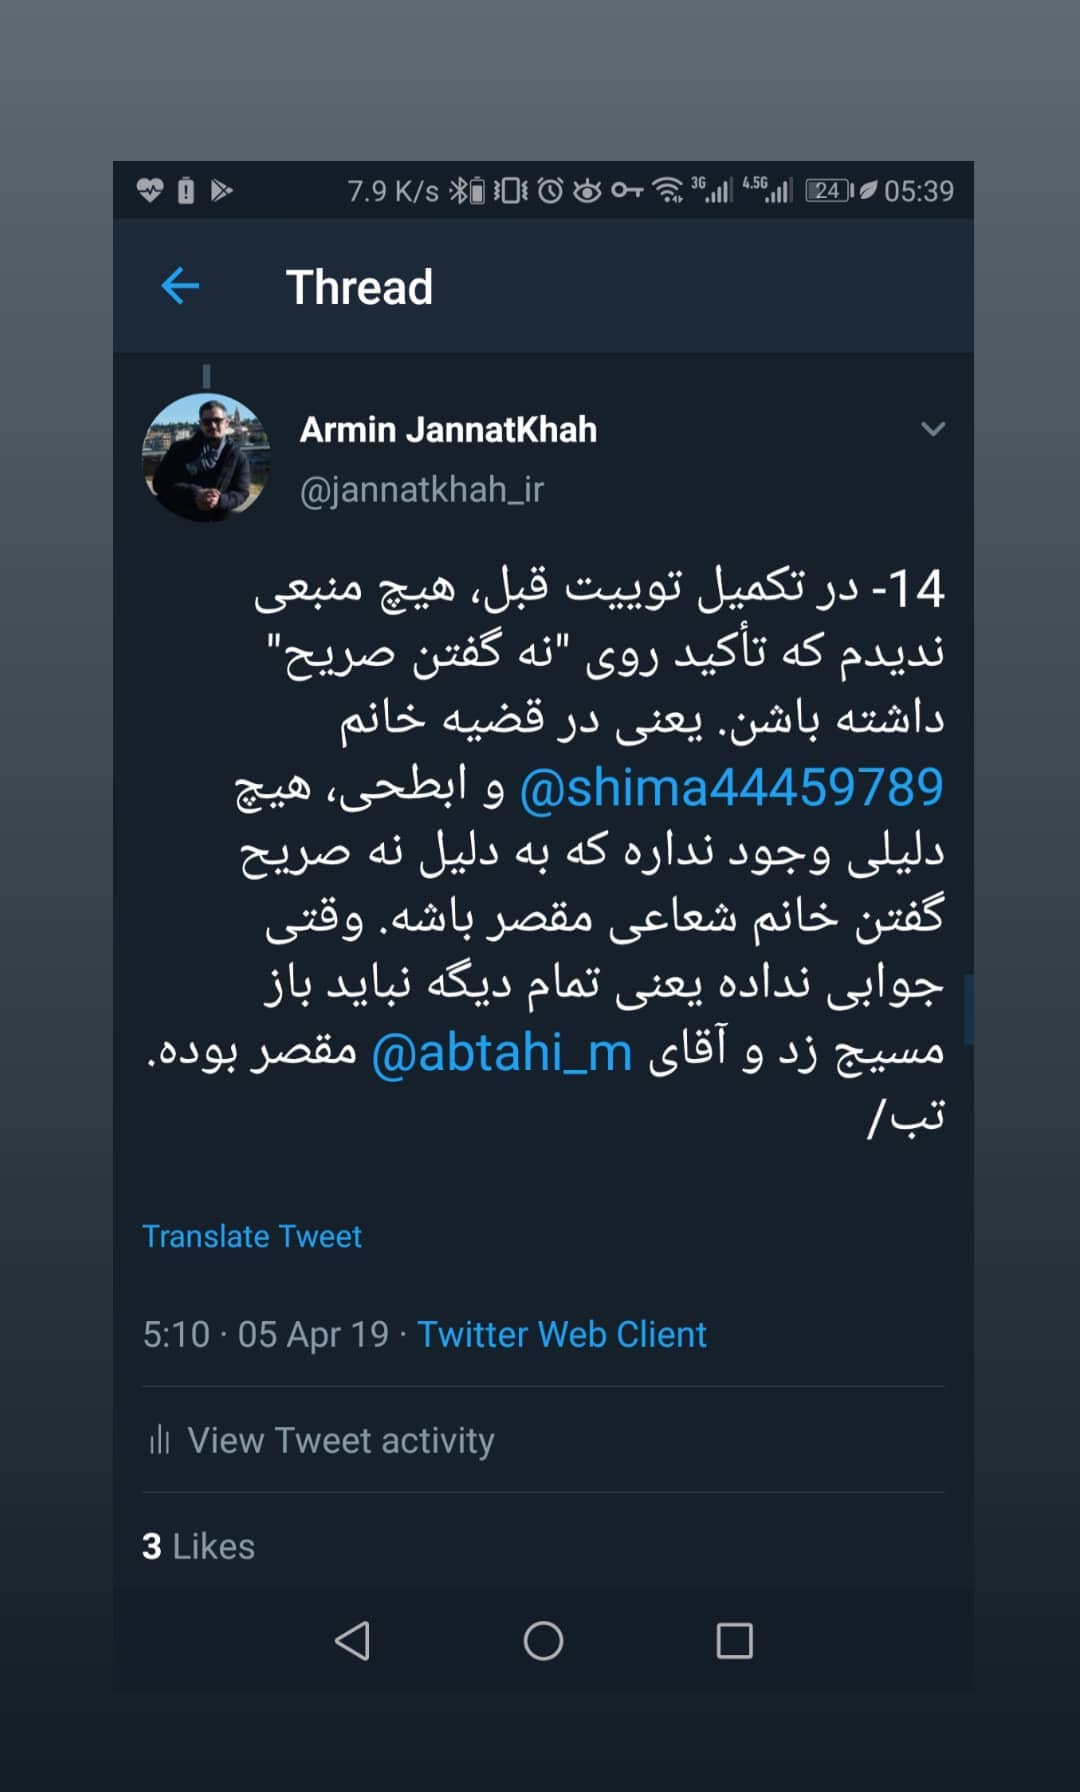 7.9 K/s 3G 4.5G 24 05:39
Thread
Armin JannatKhah
@jannatkhah_ir
14- در تکمیل توییت قبل، هیچ منبعی
ندیدم که تأکید روی "نه گفتن صریح"
داشته باشن. یعنی در قضیه خانم
@shima44459789 و ابطحی، هیچ
دلیلی وجود نداره که به دلیل نه صریح
گفتن خانم شعاعی مقصر باشه. وقتی
جوابی نداده یعنی تمام دیگه نباید باز
مسیج زد و آقای @abtahi_m مقصر بوده.
تب/
Translate Tweet
5:10 · 05 Apr 19 · Twitter Web Client
View Tweet activity
3 Likes